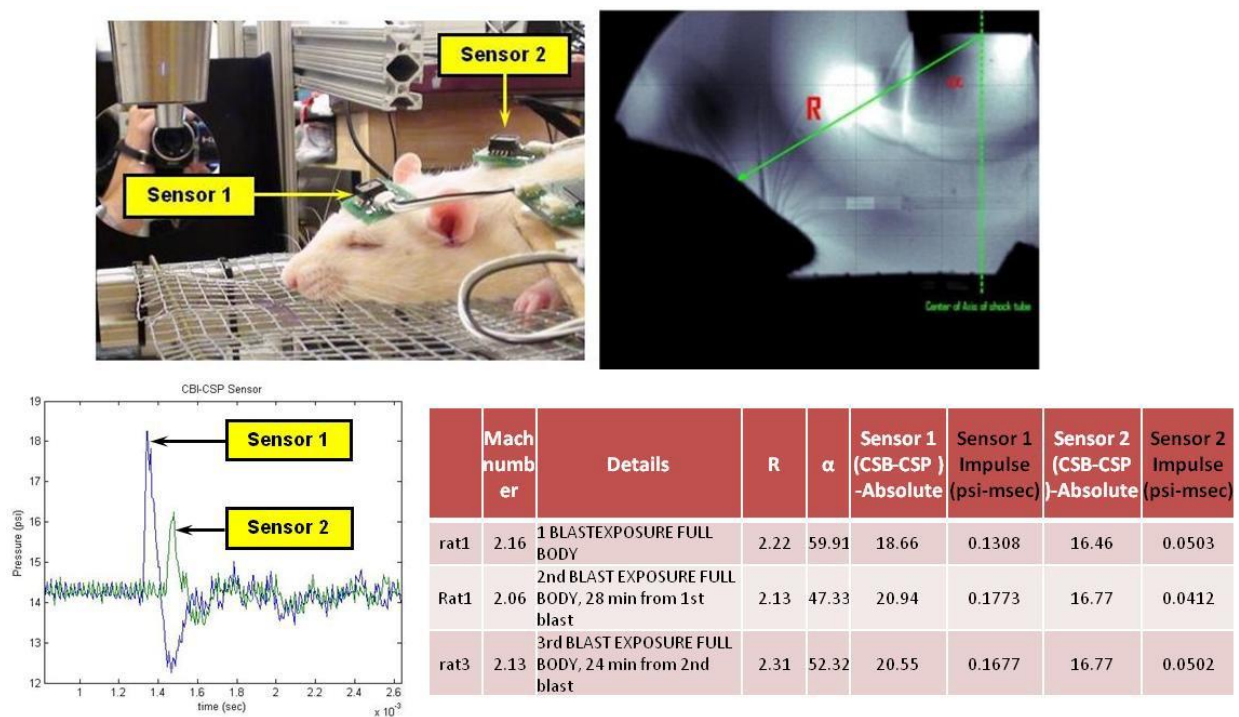 Sensor 2
Sensor 1
R
α
Center of Axis of shock tube
CBI-CSP Sensor
19
18
17
16
15
14
13
12
Pressure (psi)
Sensor 1
Sensor 2
1
1.2
1.4
1.6
1.8
2
2.2
2.4
2.6
time (sec)
x 10⁻³
Mach numb er
Details
R
α
Sensor 1 (CSB-CSP ) -Absolute
Sensor 1 Impulse (psi-msec)
Sensor 2 (CSB-CSP )-Absolute
Sensor 2 Impulse (psi-msec)
rat1 2.16 1 BLASTEXPOSURE FULL BODY 2.22 59.91 18.66 0.1308 16.46 0.0503
Rat1 2.06 2nd BLAST EXPOSURE FULL BODY, 28 min from 1st blast 2.13 47.33 20.94 0.1773 16.77 0.0412
rat3 2.13 3rd BLAST EXPOSURE FULL BODY, 24 min from 2nd blast 2.31 52.32 20.55 0.1677 16.77 0.0502